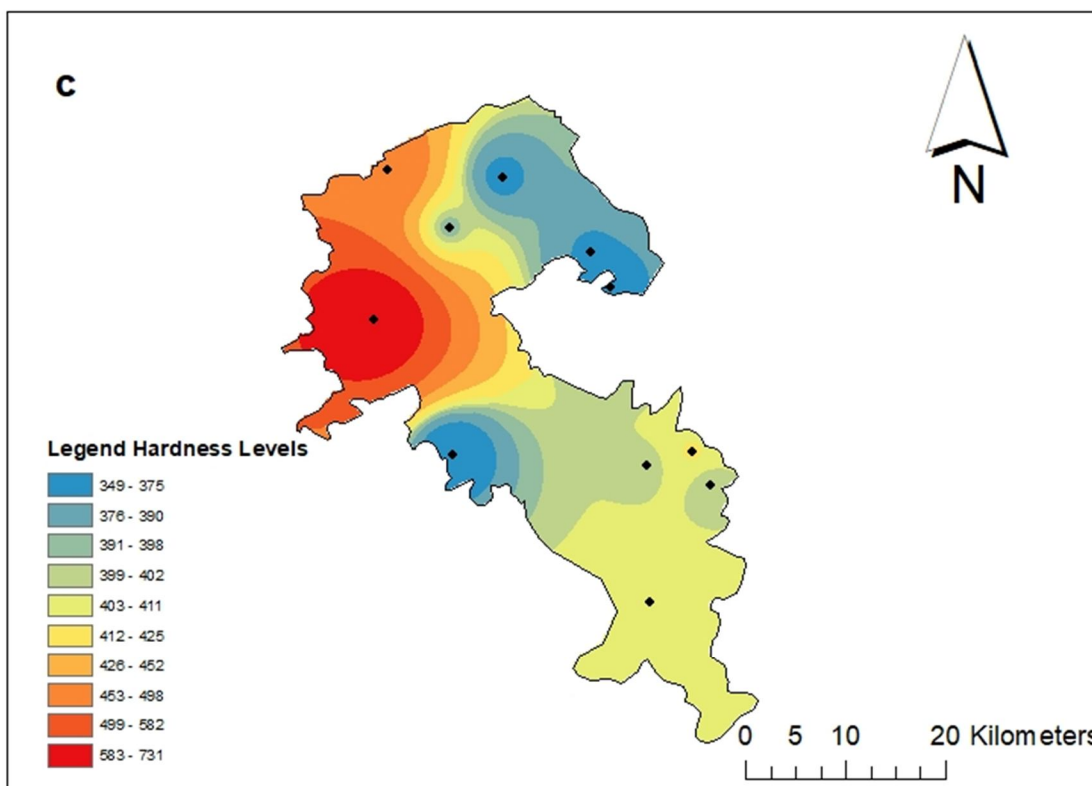 c
N
Legend Hardness Levels
349 - 375
376 - 390
391 - 398
399 - 402
403 - 411
412 - 425
426 - 452
453 - 498
499 - 582
583 - 731
0 5 10 20 Kilometers